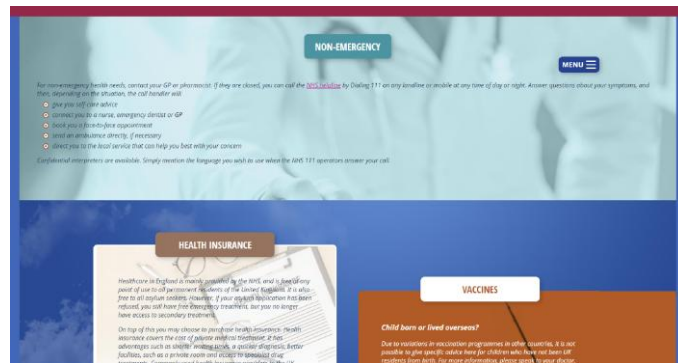 NON-EMERGENCY
MENU
For non-emergency health needs, contact your GP or pharmacist. If they are closed, you can call the NHS helpline by Dialing 111 on any landline or mobile at any time of day or night. Answer questions about your symptoms, and
then, depending on the situation, the call handler will:
give you self-care advice
connect you to a nurse, emergency dentist or GP
book you a face-to-face appointment
send an ambulance directly, if necessary
direct you to the local service that can help you best with your concern
Confidential interpreters are available. Simply mention the language you wish to use when the NHS 111 operators answer your call.
HEALTH INSURANCE
Healthcare in England is mainly provided by the NHS, and is free at any
point of use to all permanent residents of the United Kingdom. It is also
free to all asylum seekers. However, if your asylum application has been
refused, you still have free emergency treatment, but you no longer
have access to secondary treatment.
On top of this you may choose to purchase health insurance. Health
insurance covers the cost of private medical treatment. It has
advantages such as shorter waiting times, a quicker diagnosis, better
facilities, such as a private room and access to specialist drug
VACCINES
Child born or lived overseas?
Due to variations in vaccination programmes in other countries, it is not
possible to give specific advice here for children who have not been UK
residents from birth. For more information, please speak to your doctor,